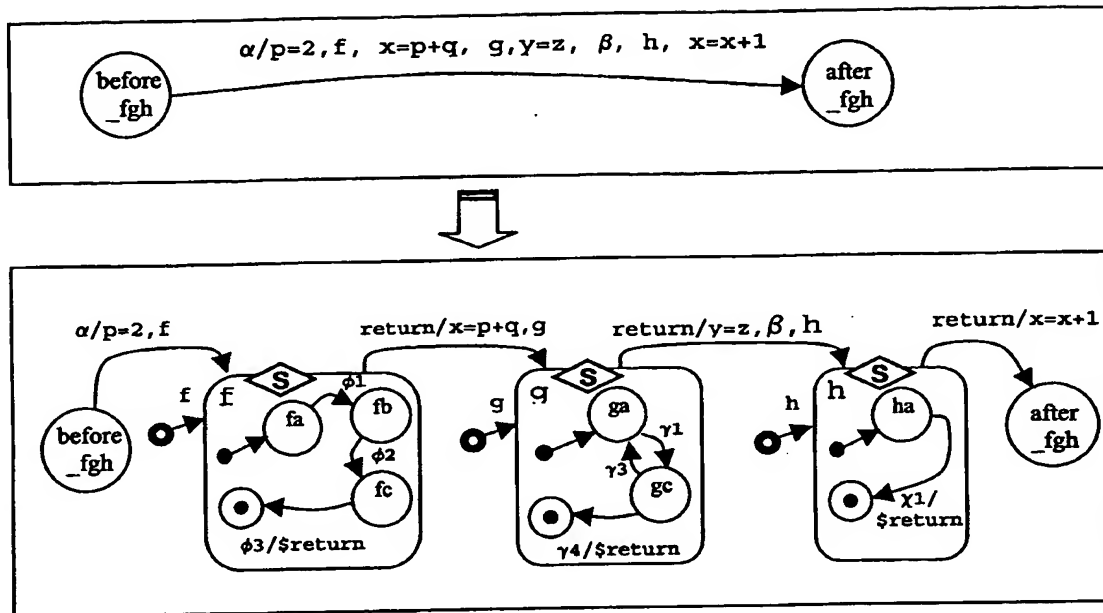 α/p=2,f, x=p+q, g,y=z, β, h, x=x+1
before
_fgh
after
_fgh
α/p=2,f
return/x=p+q,g
return/y=z,β,h
return/x=x+1
before
_fgh
f
f
S
fa
ϕ1
fb
ϕ2
fc
ϕ3/$return
g
g
S
ga
γ1
γ3
gc
γ4/$return
h
h
S
ha
χ1/
$return
after
_fgh